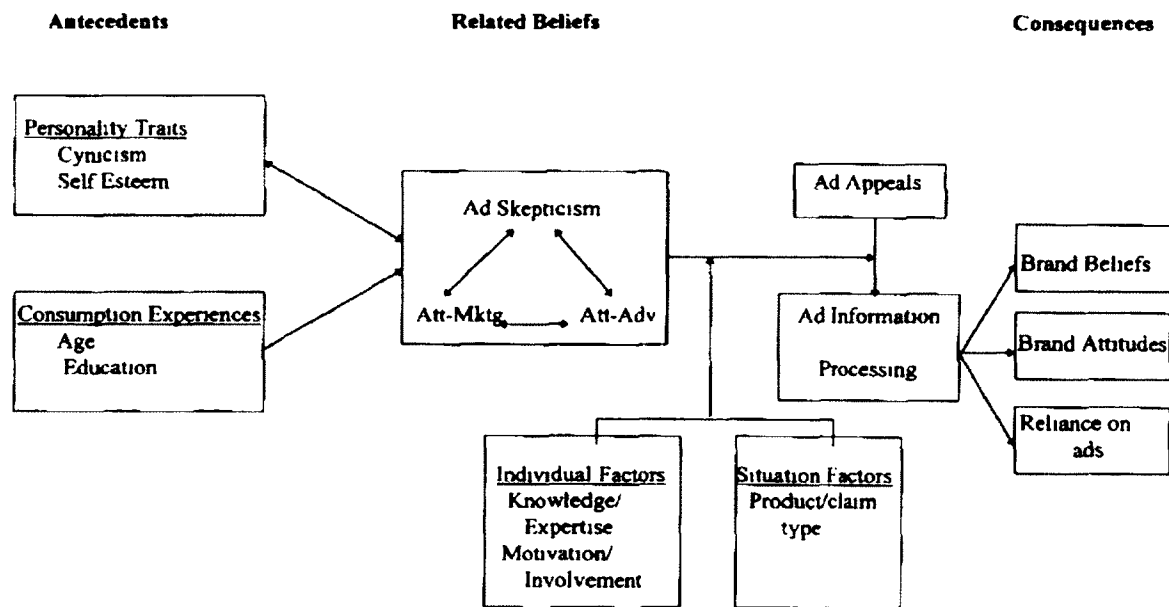 Antecedents
Related Beliefs
Consequences
Personality Traits
Cynicism
Self Esteem
Consumption Experiences
Age
Education
Ad Skepticism
Att-Mktg
Att-Adv
Ad Appeals
Ad Information
Processing
Individual Factors
Knowledge/
Expertise
Motivation/
Involvement
Situation Factors
Product/claim
type
Brand Beliefs
Brand Attitudes
Reliance on
ads